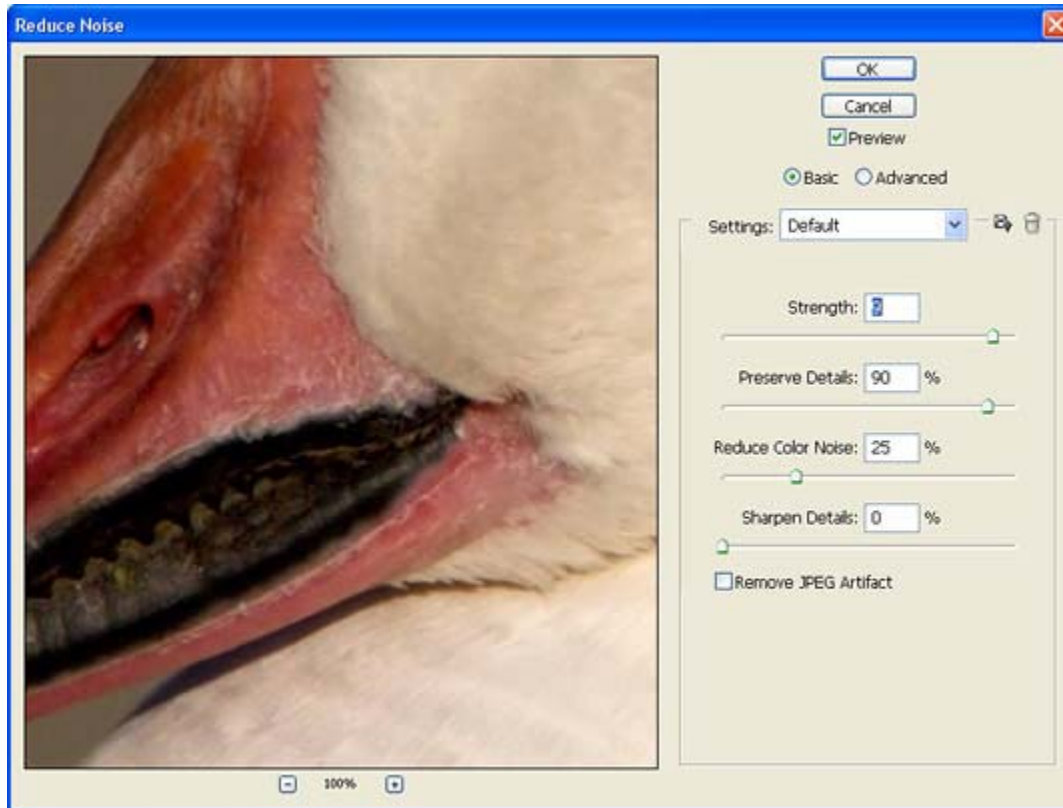 Reduce Noise
OK
Cancel
Preview
Basic Advanced
Settings: Default
Strength: 9
Preserve Details: 90 %
Reduce Color Noise: 25 %
Sharpen Details: 0 %
Remove JPEG Artifact
100%